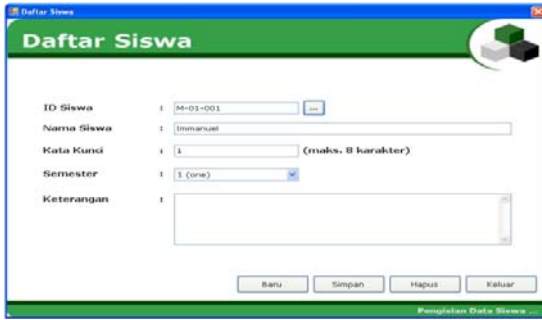 Daftar Siswa
Daftar Siswa
ID Siswa : M-01-001 ...
Nama Siswa : Immanuel
Kata Kunci : 1 (maks. 8 karakter)
Semester : 1 (one)
Keterangan :
Baru Simpan Hapus Keluar
Pengisian Data Siswa ...